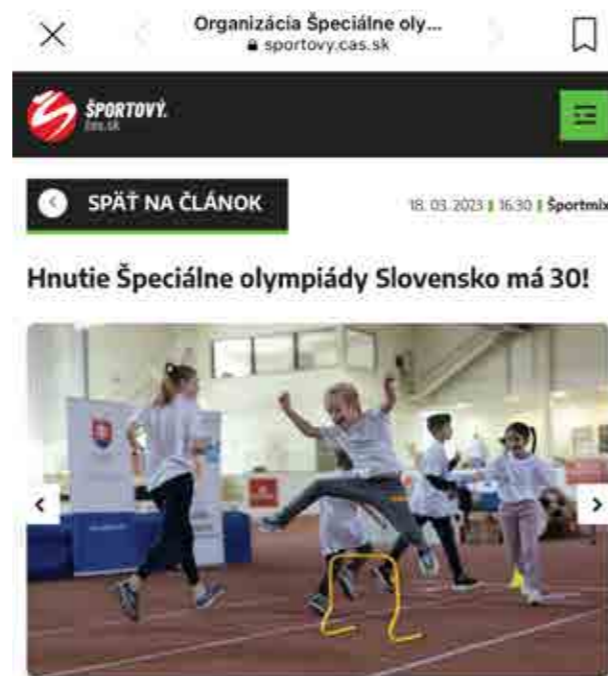 Organizácia Špeciálne oly...
sportovy.cas.sk
ŠPORTOVÝ.
čas.sk
SPÄŤ NA ČLÁNOK
18. 03. 2023 | 16:30 | Športmix
Hnutie Špeciálne olympiády Slovensko má 30!